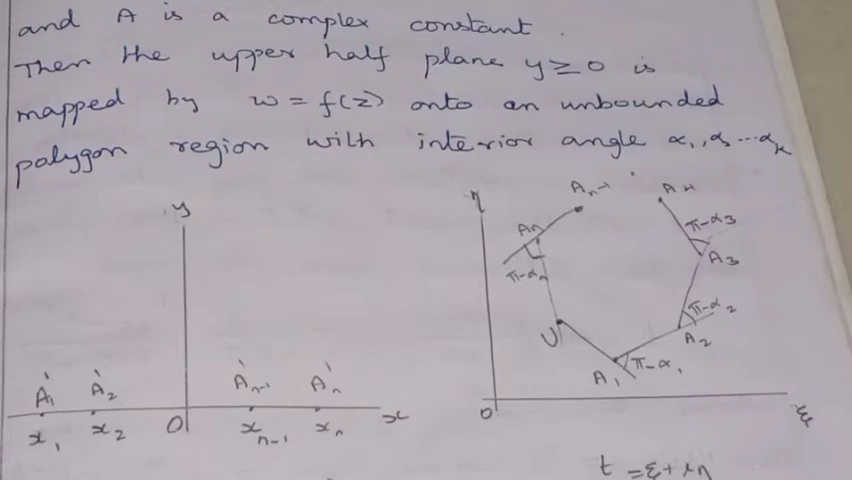 and A is a complex constant.
Then the upper half plane y≥0 is
mapped by w = f(z) onto an unbounded
polygon region with interior angle α₁, α₂ ... αₖ
y
A₁' A₂' Aₙ₋₁' Aₙ'
x₁ x₂ O xₙ₋₁ xₙ x
η
Aₙ₋₁ A₄
Aₙ π-α₃
A₃
π-αₙ
π-α₂
U
A₂
A₁ π-α₁
O ξ
t = ξ+iη